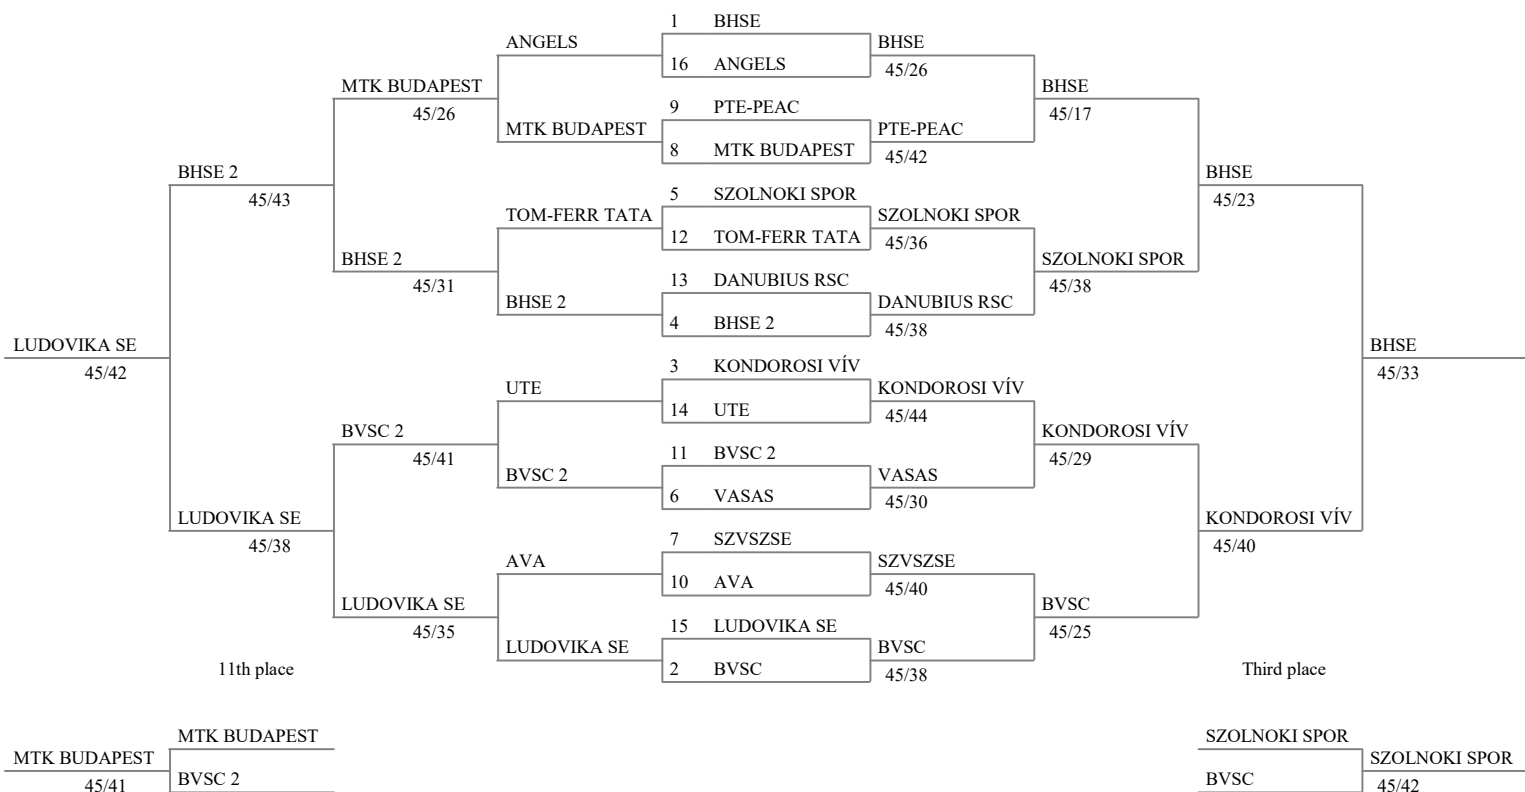 1 BHSE
ANGELS BHSE
16 ANGELS 45/26
MTK BUDAPEST BHSE
45/26 9 PTE-PEAC 45/17
MTK BUDAPEST PTE-PEAC
8 MTK BUDAPEST 45/42
BHSE 2 BHSE
45/43 5 SZOLNOKI SPOR 45/23
TOM-FERR TATA SZOLNOKI SPOR
12 TOM-FERR TATA 45/36
BHSE 2 SZOLNOKI SPOR
45/31 13 DANUBIUS RSC 45/38
BHSE 2 DANUBIUS RSC
4 BHSE 2 45/38
LUDOVIKA SE BHSE
45/42 3 KONDOROSI VÍV 45/33
UTE KONDOROSI VÍV
14 UTE 45/44
BVSC 2 KONDOROSI VÍV
45/41 11 BVSC 2 45/29
BVSC 2 VASAS
6 VASAS 45/30
LUDOVIKA SE KONDOROSI VÍV
45/38 7 SZVSZSE 45/40
AVA SZVSZSE
10 AVA 45/40
LUDOVIKA SE BVSC
45/35 15 LUDOVIKA SE 45/25
LUDOVIKA SE BVSC
11th place 2 BVSC 45/38 Third place
MTK BUDAPEST SZOLNOKI SPOR
MTK BUDAPEST SZOLNOKI SPOR
45/41 BVSC 2 BVSC 45/42